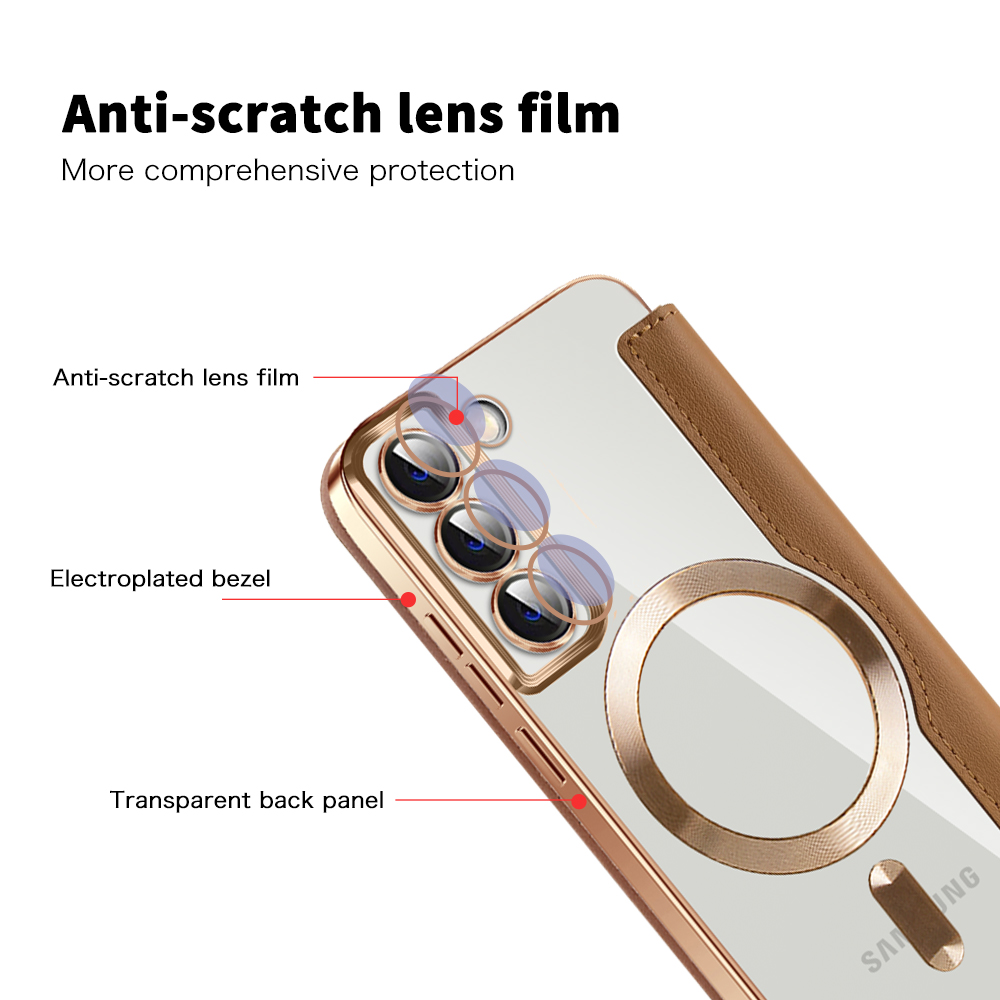 Anti-scratch lens film
More comprehensive protection
Anti-scratch lens film
Electroplated bezel
Transparent back panel